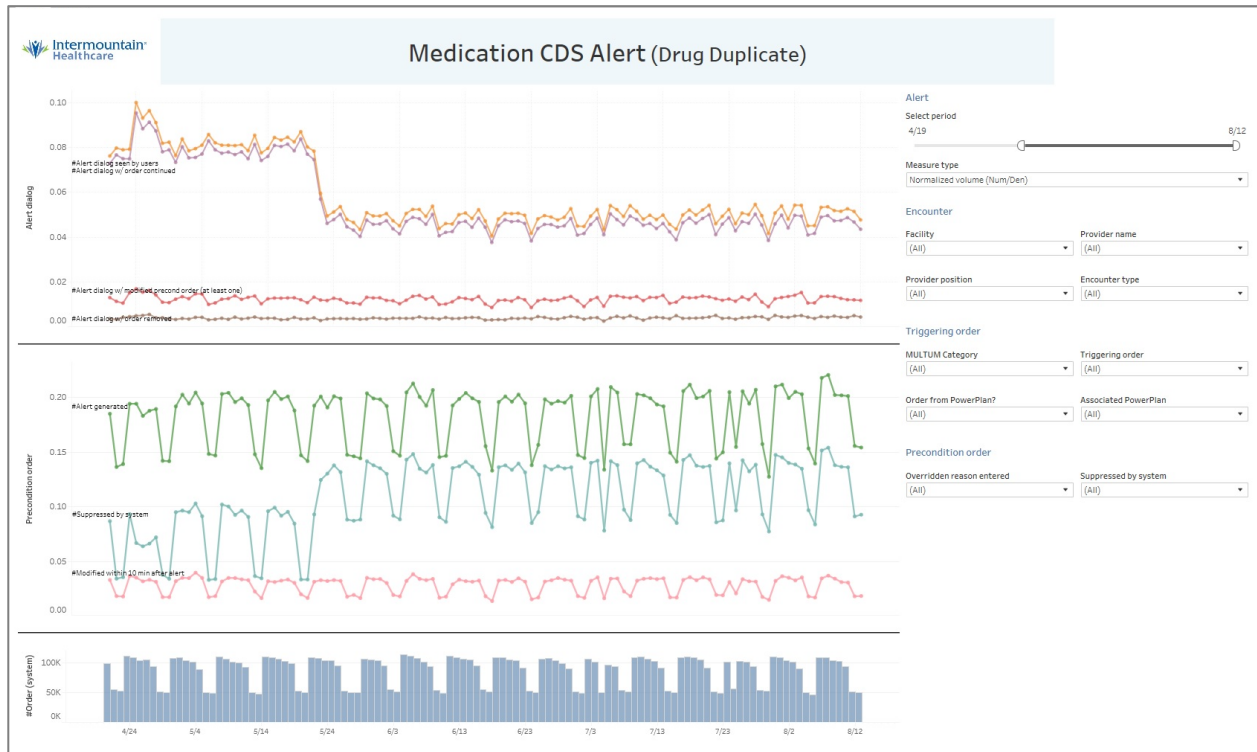 Intermountain®
Healthcare
Medication CDS Alert (Drug Duplicate)
Alert dialog
0.10
0.08
0.06
0.04
0.02
0.00
#Alert dialog seen by users
#Alert dialog w/ order continued
#Alert dialog w/ modified precond order (at least one)
#Alert dialog w/ order removed
Precondition order
0.20
0.15
0.10
0.05
0.00
#Alert generated
#Suppressed by system
#Modified within 10 min after alert
#Order (system)
100K
50K
0K
4/24 5/4 5/14 5/24 6/3 6/13 6/23 7/3 7/13 7/23 8/2 8/12
Alert
Select period
4/19 8/12
Measure type
Normalized volume (Num/Den)
Encounter
Facility Provider name
(All) (All)
Provider position Encounter type
(All) (All)
Triggering order
MULTUM Category Triggering order
(All) (All)
Order from PowerPlan? Associated PowerPlan
(All) (All)
Precondition order
Overridden reason entered Suppressed by system
(All) (All)